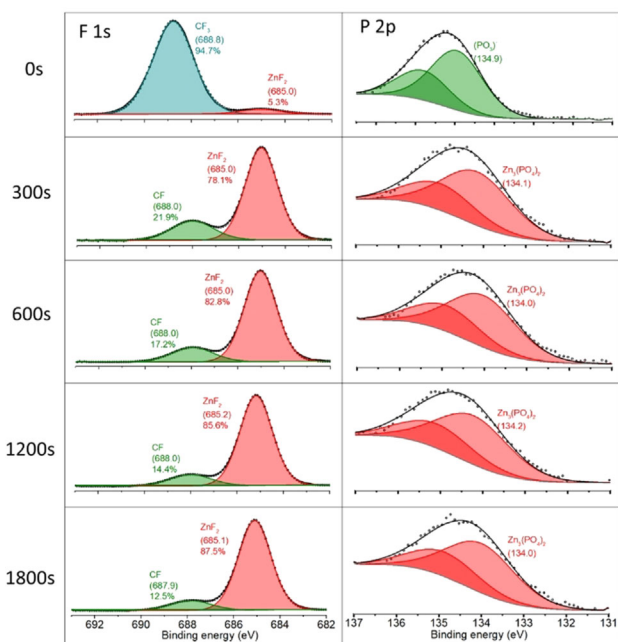 F 1s
P 2p
0s
CF3
(688.8)
94.7%
ZnF2
(685.0)
5.3%
(PO3)-
(134.9)
300s
CF
(688.0)
21.9%
ZnF2
(685.0)
78.1%
Zn3(PO4)2
(134.1)
600s
CF
(688.0)
17.2%
ZnF2
(685.0)
82.8%
Zn3(PO4)2
(134.0)
1200s
CF
(688.0)
14.4%
ZnF2
(685.2)
85.6%
Zn3(PO4)2
(134.2)
1800s
CF
(687.9)
12.5%
ZnF2
(685.1)
87.5%
Zn3(PO4)2
(134.0)
692 690 688 686 684 682
Binding energy (eV)
137 136 135 134 133 132 131
Binding energy (eV)